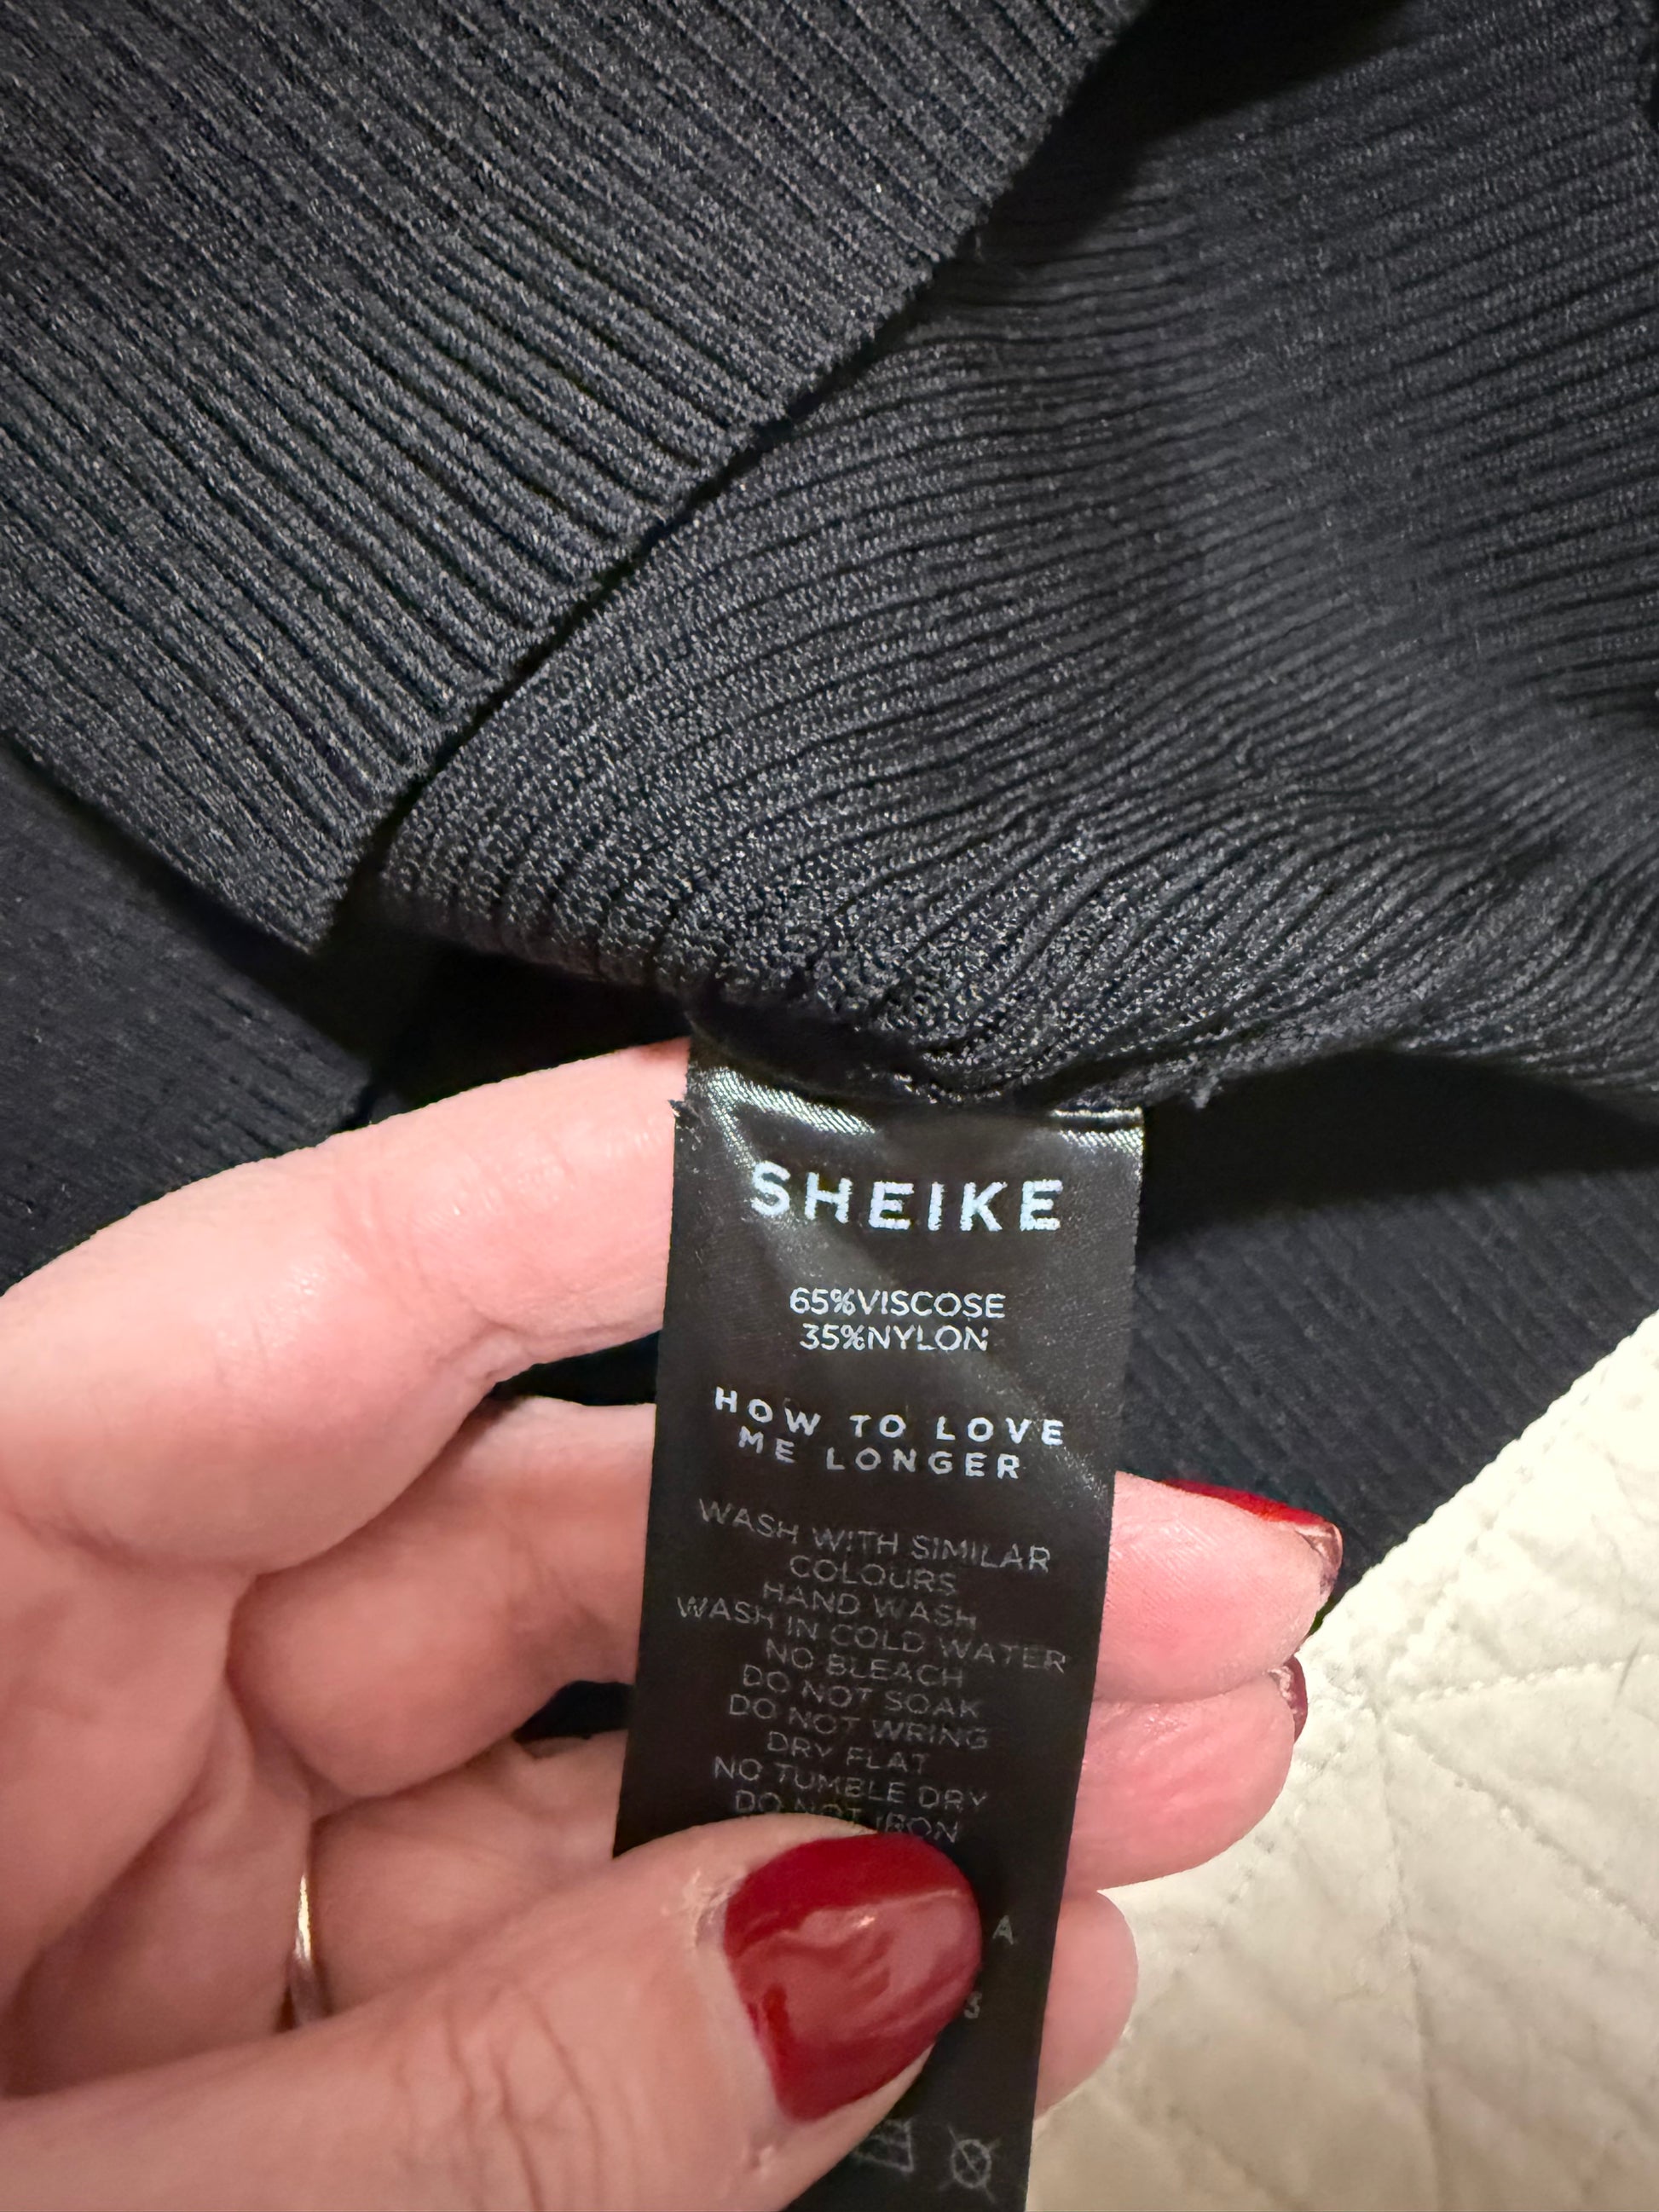 SHEIKE
65%VISCOSE
35%NYLON
HOW TO LOVE
ME LONGER
WASH WITH SIMILAR
COLOURS
HAND WASH
WASH IN COLD WATER
NO BLEACH
DO NOT SOAK
DO NOT WRING
DRY FLAT
NO TUMBLE DRY
DO NOT IRON
A
3